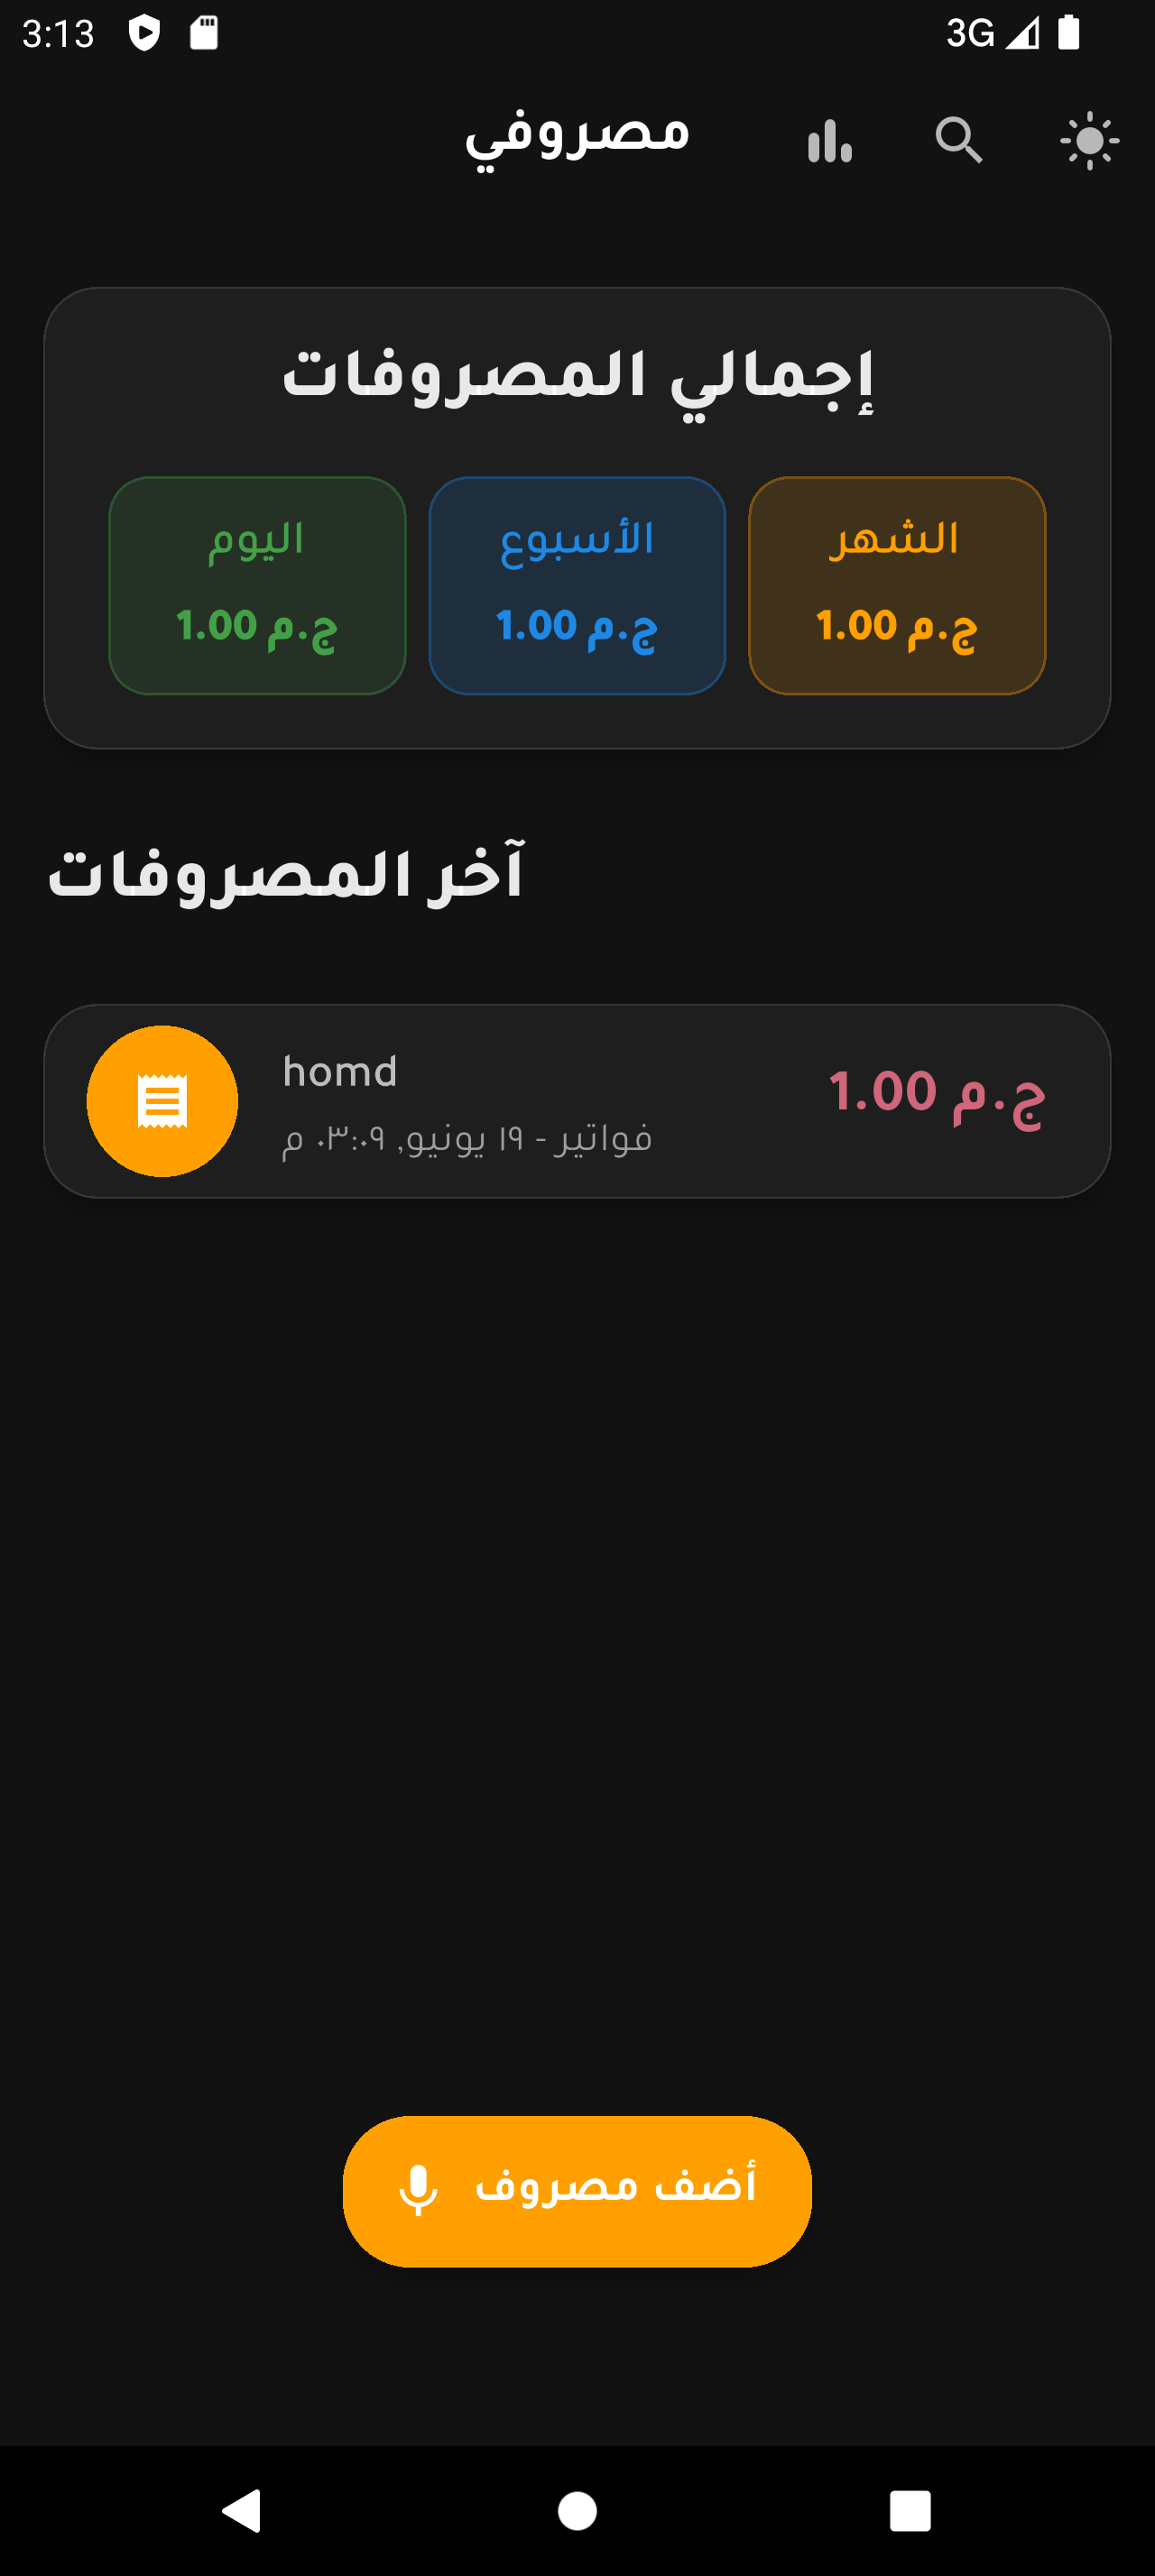 3:13 3G
مصروفي
إجمالي المصروفات
اليوم
الأسبوع
الشهر
ج.م 1.00
ج.م 1.00
ج.م 1.00
آخر المصروفات
homd
ج.م 1.00
فواتير - ١٩ يونيو, ٠٣:٠٩ م
أضف مصروف